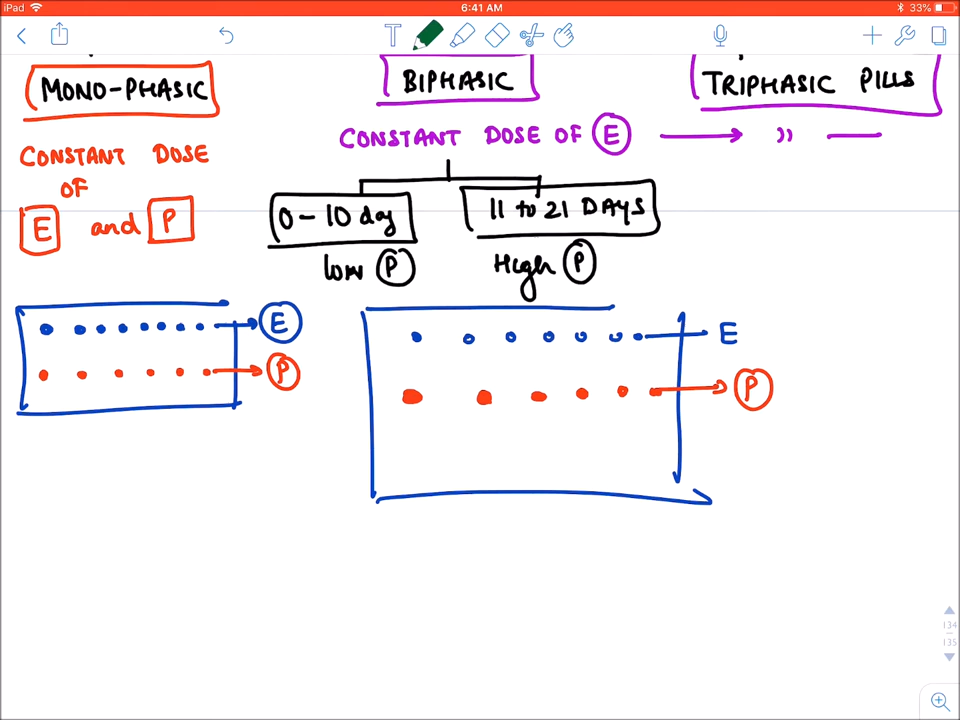 iPad
6:41 AM
33%
T
MONO-PHASIC
BIPHASIC
TRIPHASIC PILLS
CONSTANT DOSE OF E and P
CONSTANT DOSE OF E → ” —
0 - 10 day
11 to 21 DAYS
low P
High P
E
P
E
P
134
135